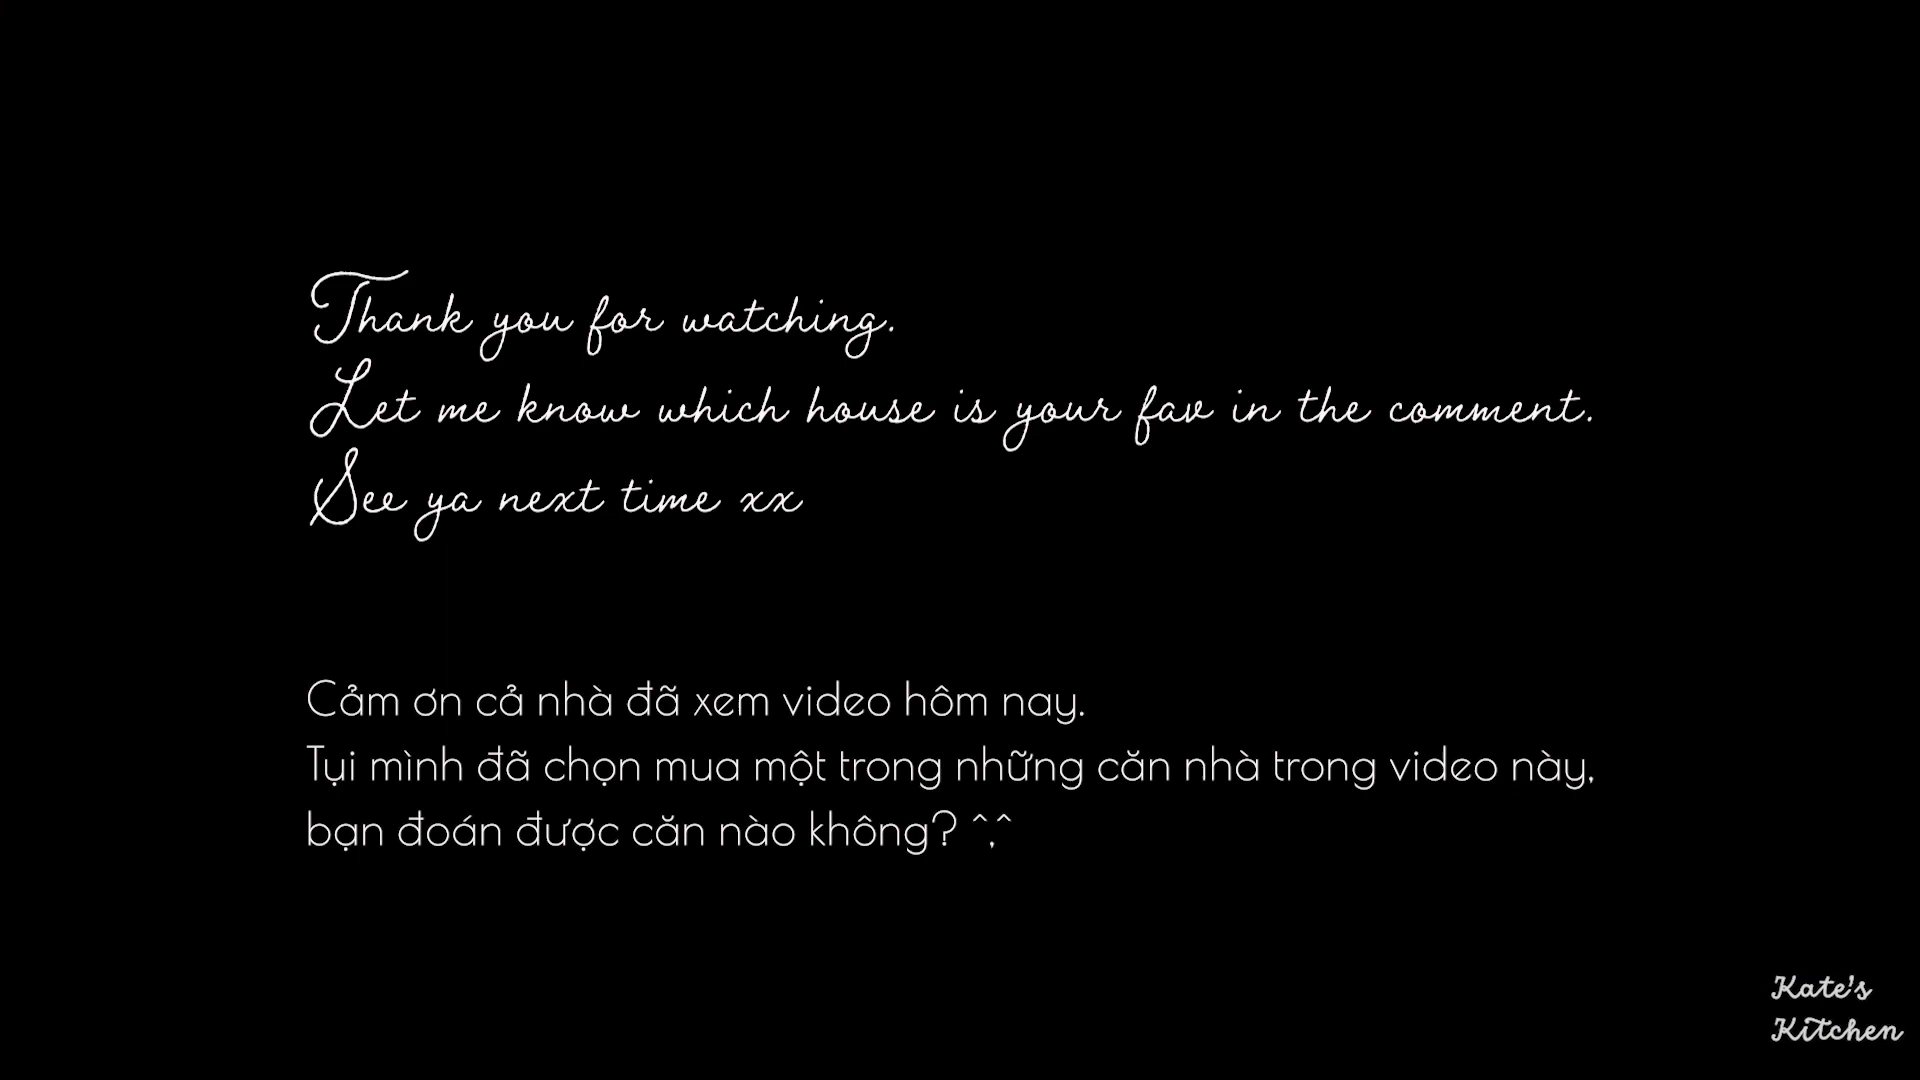 Thank you for watching.
Let me know which house is your fav in the comment.
See ya next time xx
Cảm ơn cả nhà đã xem video hôm nay.
Tụi mình đã chọn mua một trong những căn nhà trong video này,
bạn đoán được căn nào không? ^,^
Kate's
Kitchen